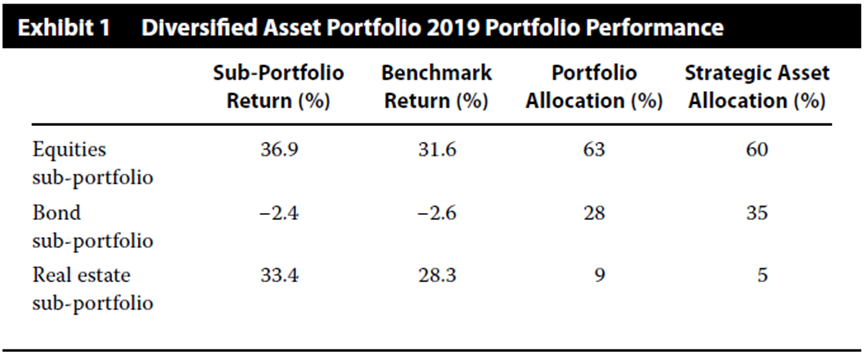 Exhibit 1 Diversified Asset Portfolio 2019 Portfolio Performance
Sub-Portfolio Return (%) Benchmark Return (%) Portfolio Allocation (%) Strategic Asset Allocation (%)
Equities sub-portfolio 36.9 31.6 63 60
Bond sub-portfolio –2.4 –2.6 28 35
Real estate sub-portfolio 33.4 28.3 9 5